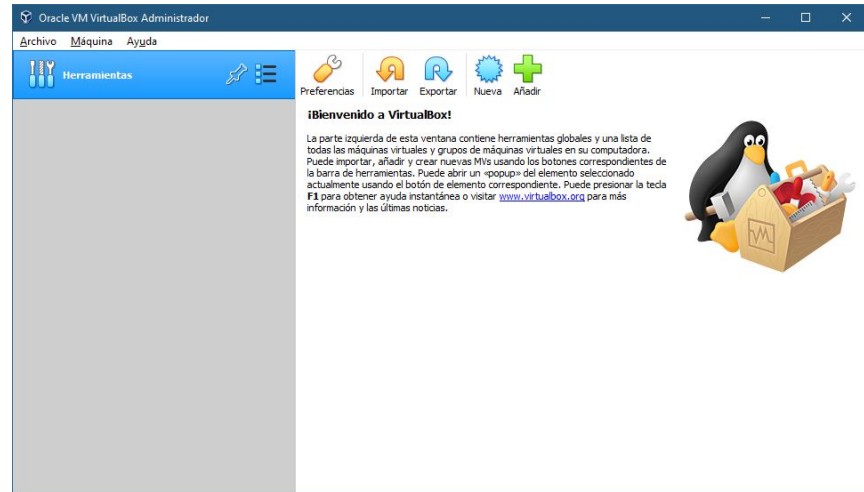 Oracle VM VirtualBox Administrador
Archivo Máquina Ayuda
Herramientas
Preferencias Importar Exportar Nueva Añadir
¡Bienvenido a VirtualBox!
La parte izquierda de esta ventana contiene herramientas globales y una lista de
todas las máquinas virtuales y grupos de máquinas virtuales en su computadora.
Puede importar, añadir y crear nuevas MVs usando los botones correspondientes de
la barra de herramientas. Puede abrir un «popup» del elemento seleccionado
actualmente usando el botón de elemento correspondiente. Puede presionar la tecla
F1 para obtener ayuda instantánea o visitar www.virtualbox.org para más
información y las últimas noticias.